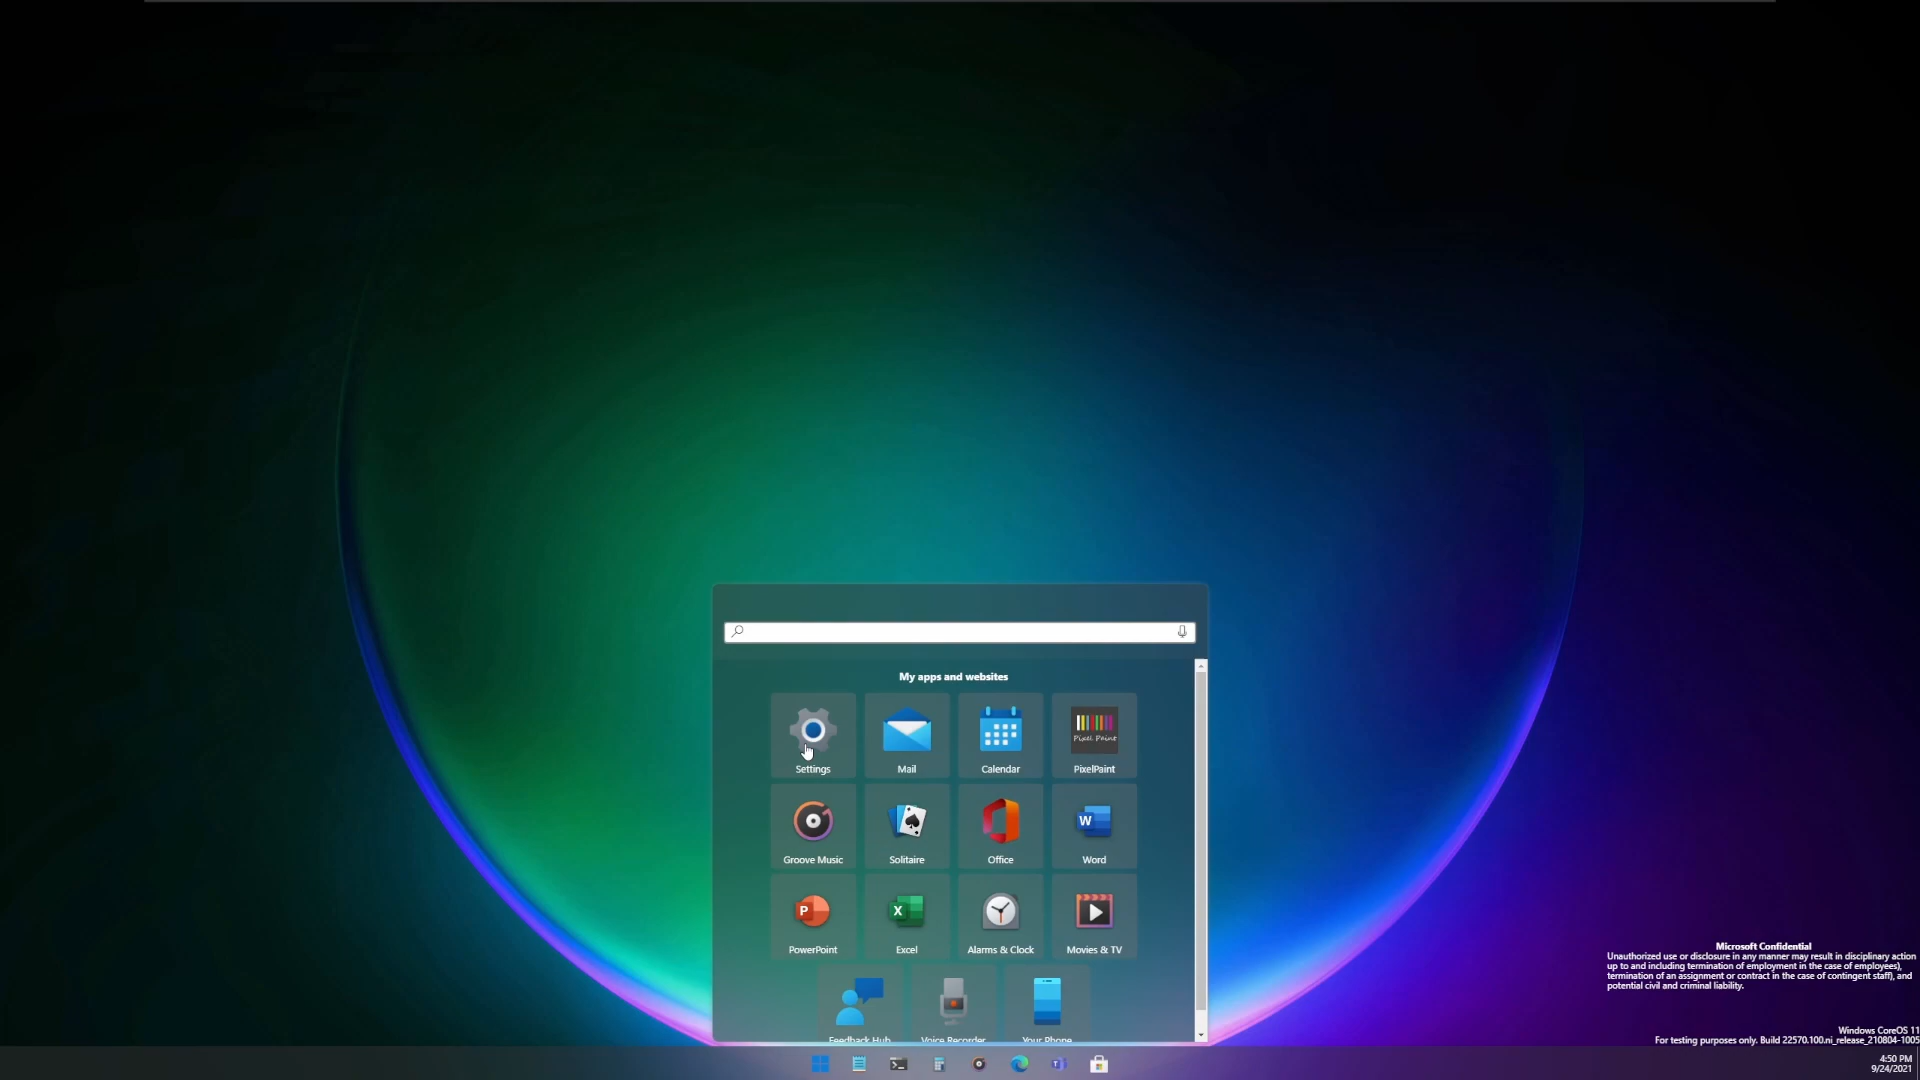 My apps and websites
Settings
Mail
Calendar
Pixel Paint
PixelPaint
Groove Music
Solitaire
Office
W
Word
P
PowerPoint
X
Excel
Alarms & Clock
Movies & TV
Feedback Hub
Voice Recorder
Your Phone
Microsoft Confidential
Unauthorized use or disclosure in any manner may result in disciplinary action
up to and including termination of employment in the case of employees),
termination of an assignment or contract in the case of contingent staff), and
potential civil and criminal liability.
Windows CoreOS 11
For testing purposes only. Build 22570.100.ni_release_210804-1005
4:50 PM
9/24/2021